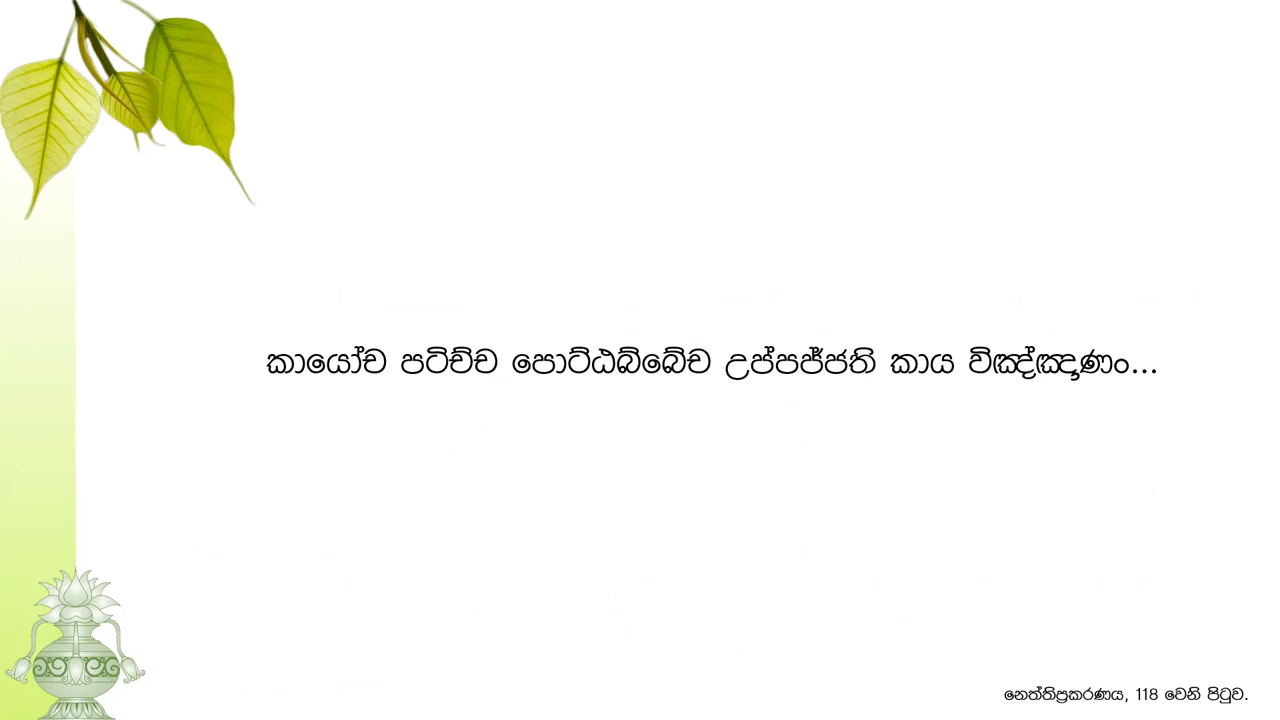 කායෝච පටිච්ච පොට්ඨබ්බේච උප්පජ්ජති කාය විඤ්ඤාණං...
නෙත්තිප්‍රකරණය, 118 වෙනි පිටුව.